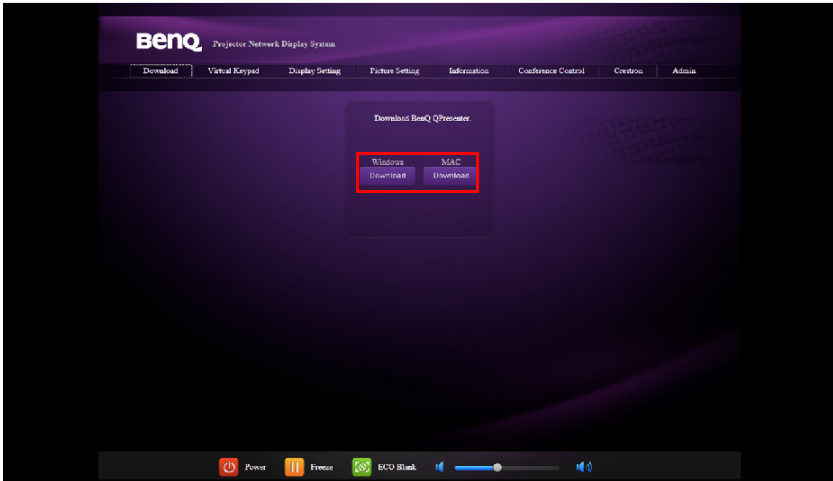 BenQ Projector Network Display System
Download Virtual Keypad Display Setting Picture Setting Information Conference Control Crestron Admin
Download BenQ QPresenter.
Windows MAC
Download Download
Power Freeze ECO Blank